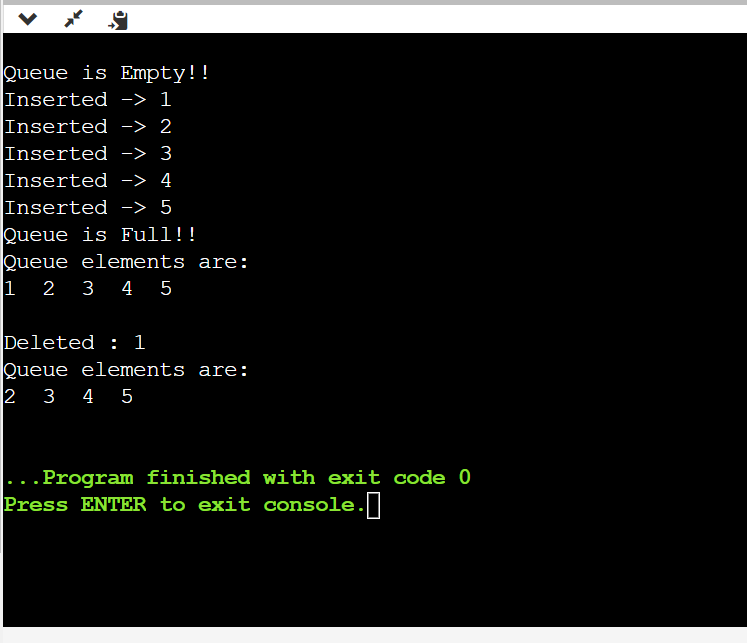 Queue is Empty!!
Inserted -> 1
Inserted -> 2
Inserted -> 3
Inserted -> 4
Inserted -> 5
Queue is Full!!
Queue elements are:
1  2  3  4  5
Deleted : 1
Queue elements are:
2  3  4  5
...Program finished with exit code 0
Press ENTER to exit console.